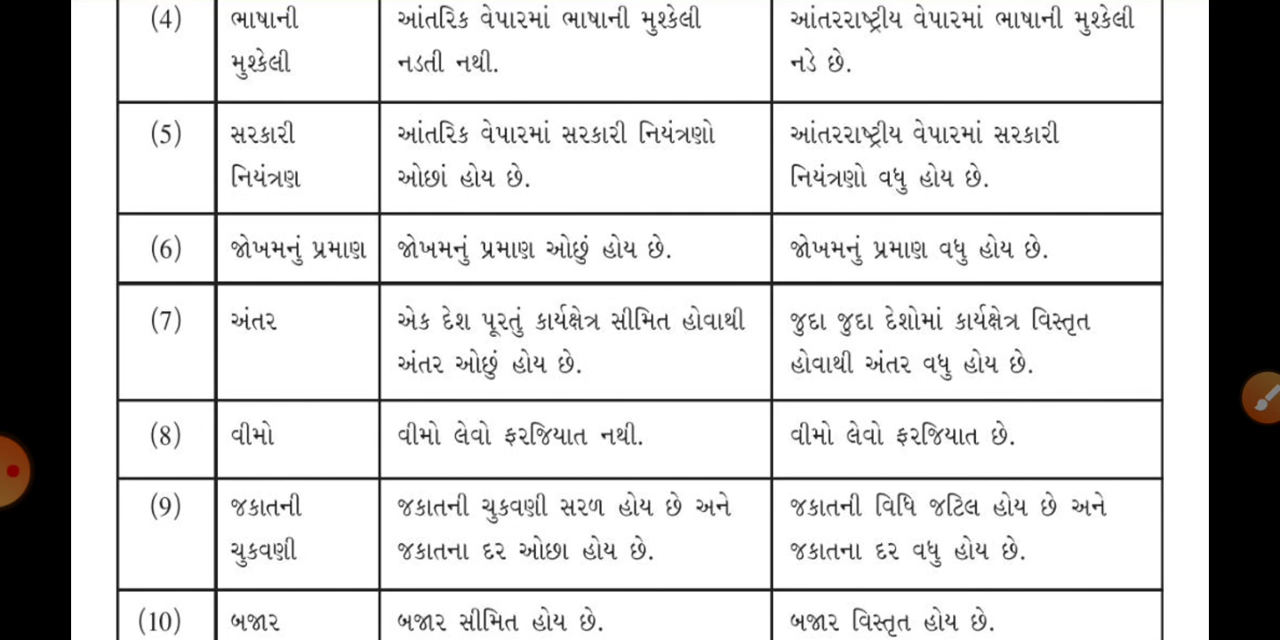 (4) ભાષાની આંતરિક વેપારમાં ભાષાની મુશ્કેલી આંતરરાષ્ટ્રીય વેપારમાં ભાષાની મુશ્કેલી
મુશ્કેલી નડતી નથી. નડે છે.
(5) સરકારી આંતરિક વેપારમાં સરકારી નિયંત્રણો આંતરરાષ્ટ્રીય વેપારમાં સરકારી
નિયંત્રણ ઓછાં હોય છે. નિયંત્રણો વધુ હોય છે.
(6) જોખમનું પ્રમાણ જોખમનું પ્રમાણ ઓછું હોય છે. જોખમનું પ્રમાણ વધુ હોય છે.
(7) અંતર એક દેશ પૂરતું કાર્યક્ષેત્ર સીમિત હોવાથી જુદા જુદા દેશોમાં કાર્યક્ષેત્ર વિસ્તૃત
અંતર ઓછું હોય છે. હોવાથી અંતર વધુ હોય છે.
(8) વીમો વીમો લેવો ફરજિયાત નથી. વીમો લેવો ફરજિયાત છે.
(9) જકાતની જકાતની ચુકવણી સરળ હોય છે અને જકાતની વિધિ જટિલ હોય છે અને
ચુકવણી જકાતના દર ઓછા હોય છે. જકાતના દર વધુ હોય છે.
(10) બજાર બજાર સીમિત હોય છે. બજાર વિસ્તૃત હોય છે.